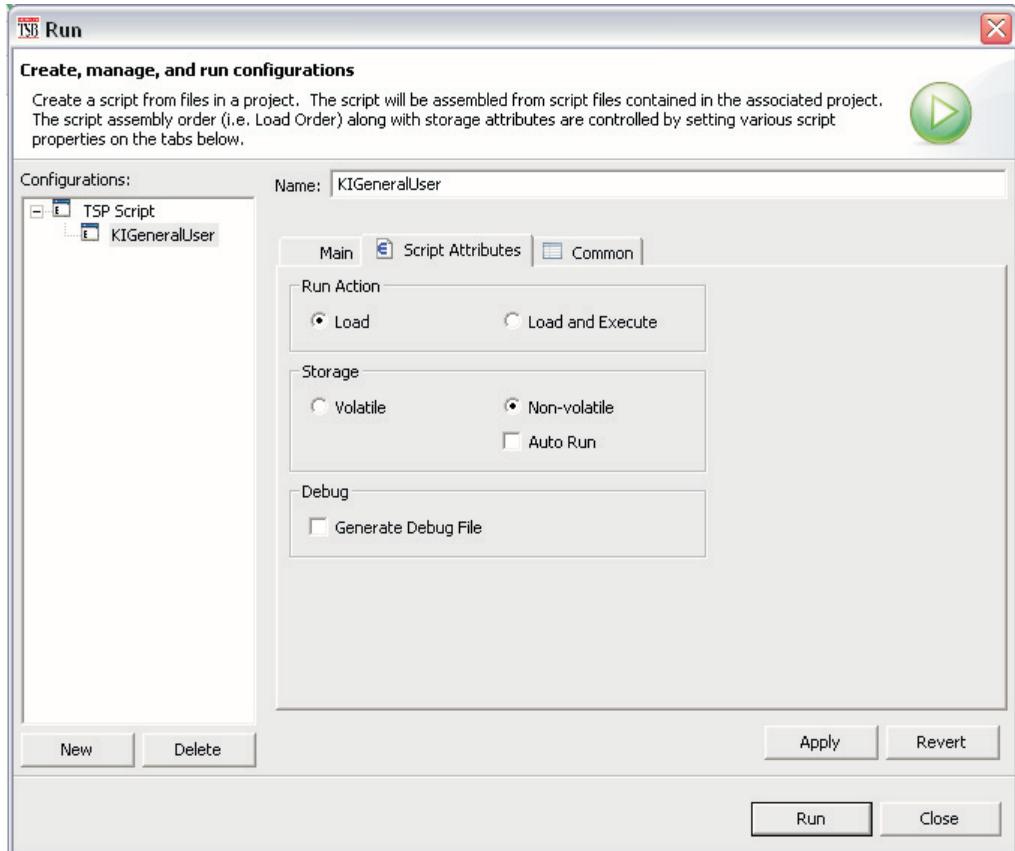 TSB Run
Create, manage, and run configurations
Create a script from files in a project. The script will be assembled from script files contained in the associated project.
The script assembly order (i.e. Load Order) along with storage attributes are controlled by setting various script
properties on the tabs below.
Configurations:
TSP Script
KIGeneralUser
Name: KIGeneralUser
Main Script Attributes Common
Run Action
Load Load and Execute
Storage
Volatile Non-volatile
Auto Run
Debug
Generate Debug File
New Delete
Apply Revert
Run Close